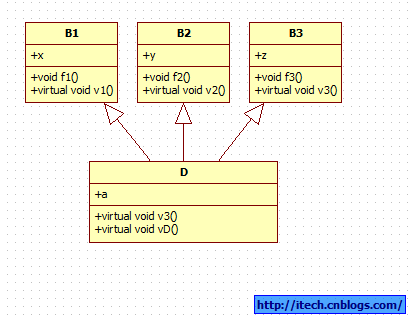 B1
+x
+void f1()
+virtual void v1()
B2
+y
+void f2()
+virtual void v2()
B3
+z
+void f3()
+virtual void v3()
D
+a
+virtual void v3()
+virtual void vD()
http://itech.cnblogs.com/